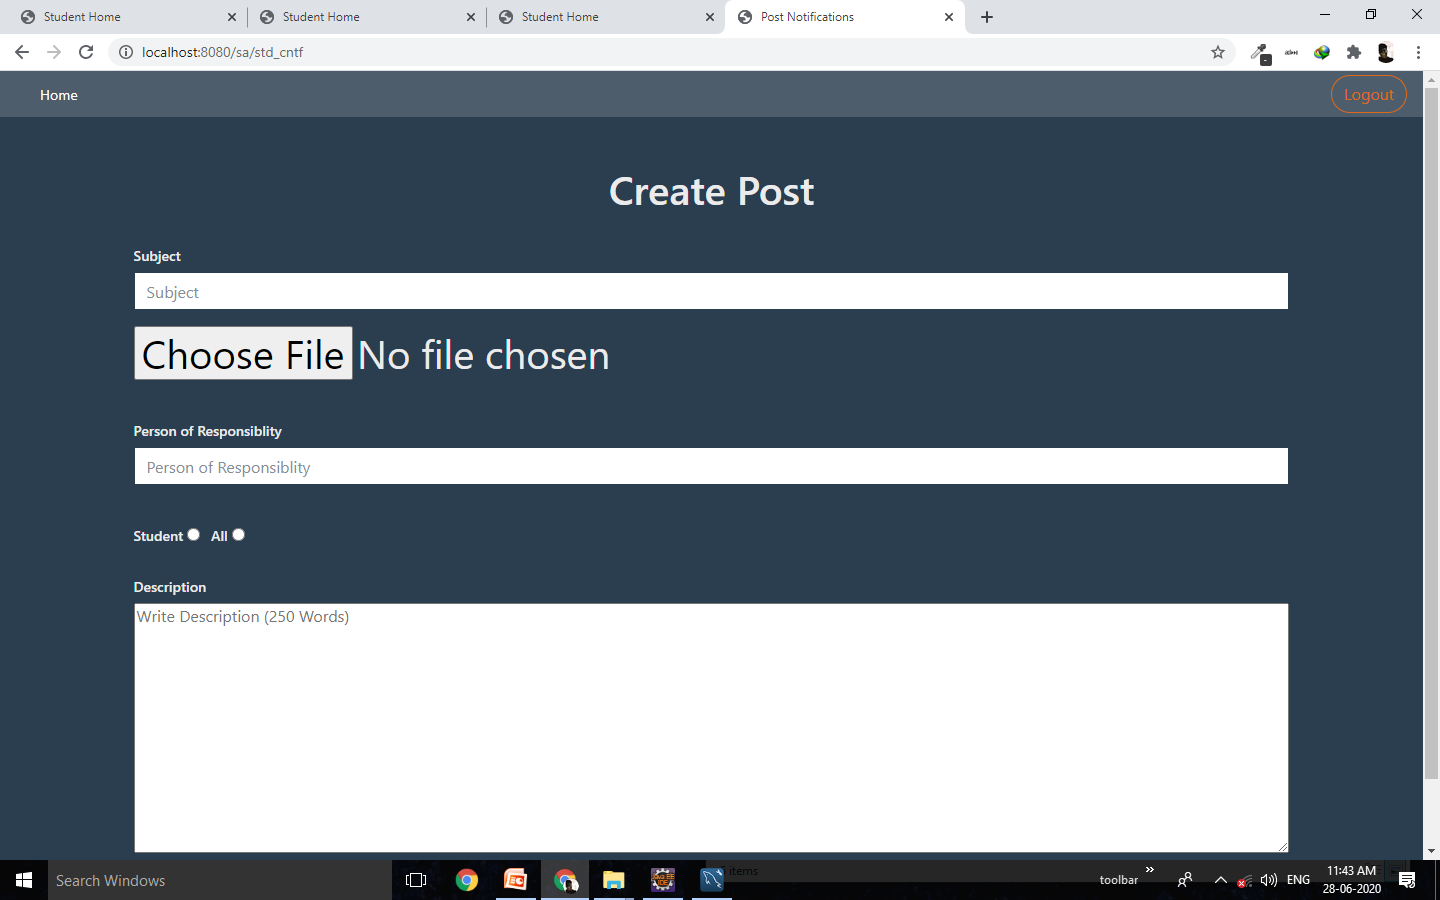 Student Home
Student Home
Student Home
Post Notifications
localhost:8080/sa/std_cntf
Home
Logout
Create Post
Subject
Subject
Choose File No file chosen
Person of Responsiblity
Person of Responsiblity
Student All
Description
Write Description (250 Words)
Search Windows
items
toolbar
ENG
11:43 AM
28-06-2020